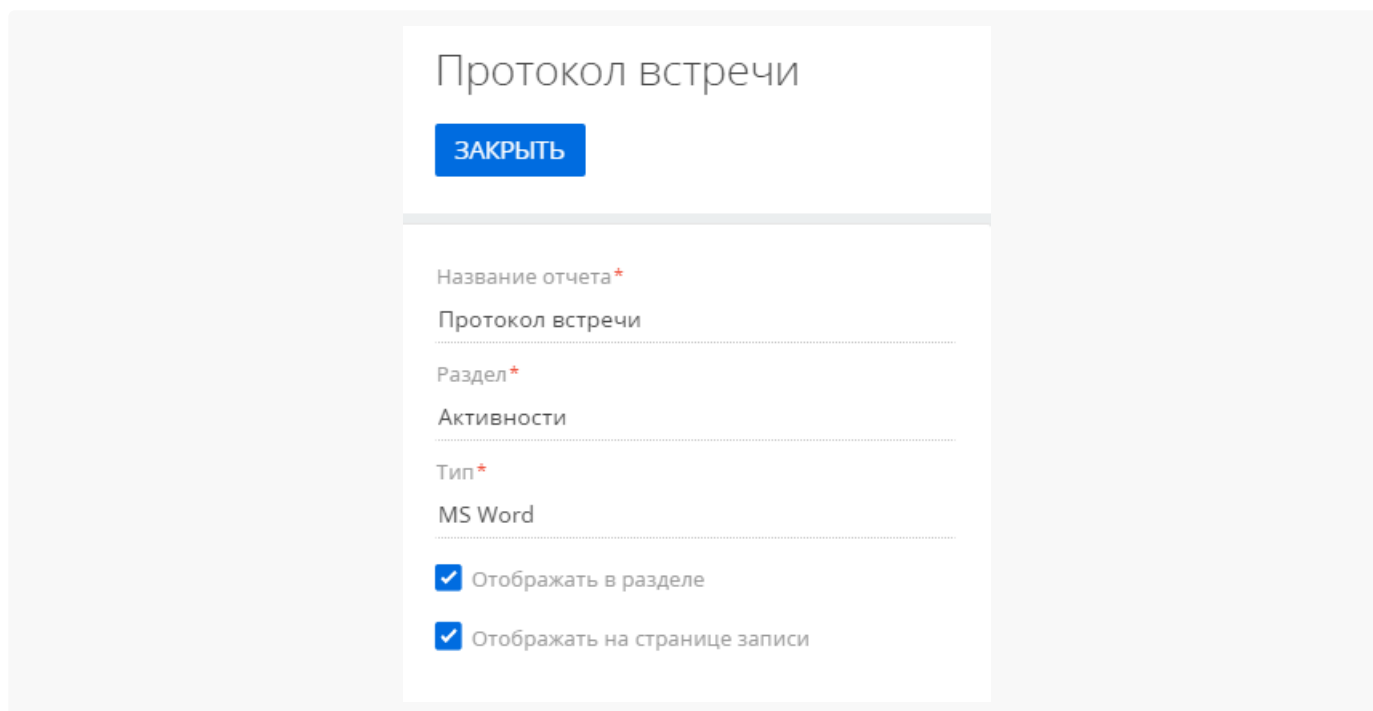 Протокол встречи
ЗАКРЫТЬ
Название отчета*
Протокол встречи
Раздел*
Активности
Тип*
MS Word
Отображать в разделе
Отображать на странице записи